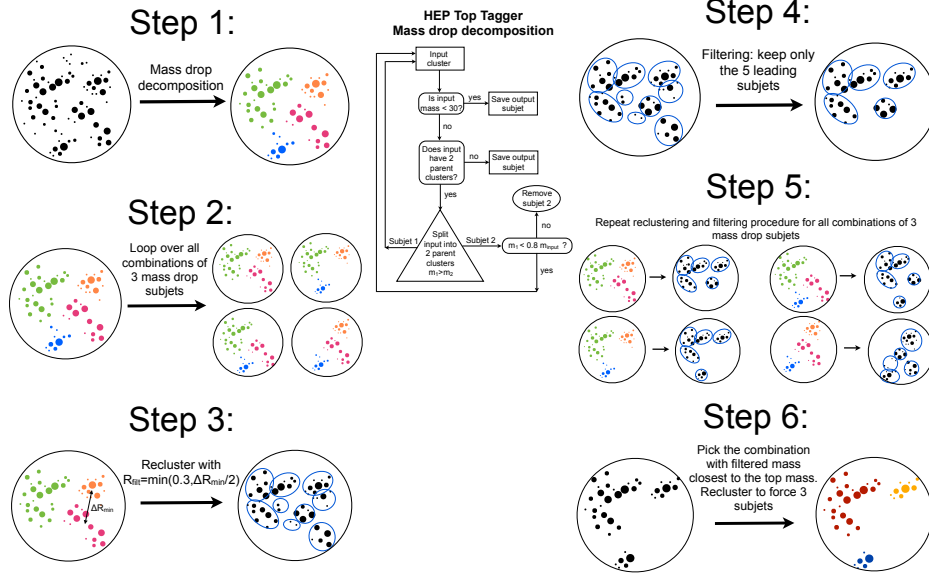 Step 1:
Mass drop
decomposition
HEP Top Tagger
Mass drop decomposition
Input
cluster
Is input
mass < 30?
yes
Save output
subjet
no
Does input
have 2
parent
clusters?
no
Save output
subjet
yes
Split
input into
2 parent
clusters
m₁>m₂
Subjet 1
Subjet 2
m₁ < 0.8 m_input ?
no
Remove
subjet 2
yes
Step 2:
Loop over all
combinations of
3 mass drop
subjets
Step 3:
ΔR_min
Recluster with
R_filt=min(0.3,ΔR_min/2)
Step 4:
Filtering: keep only
the 5 leading
subjets
Step 5:
Repeat reclustering and filtering procedure for all combinations of 3
mass drop subjets
Step 6:
Pick the combination
with filtered mass
closest to the top mass.
Recluster to force 3
subjets